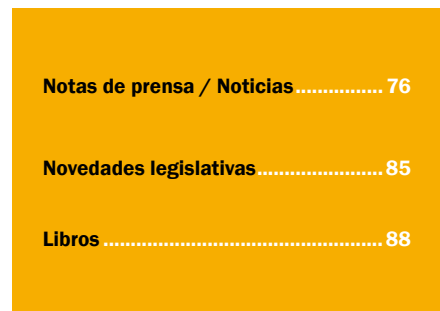 Notas de prensa / Noticias................ 76
Novedades legislativas....................... 85
Libros................................................... 88